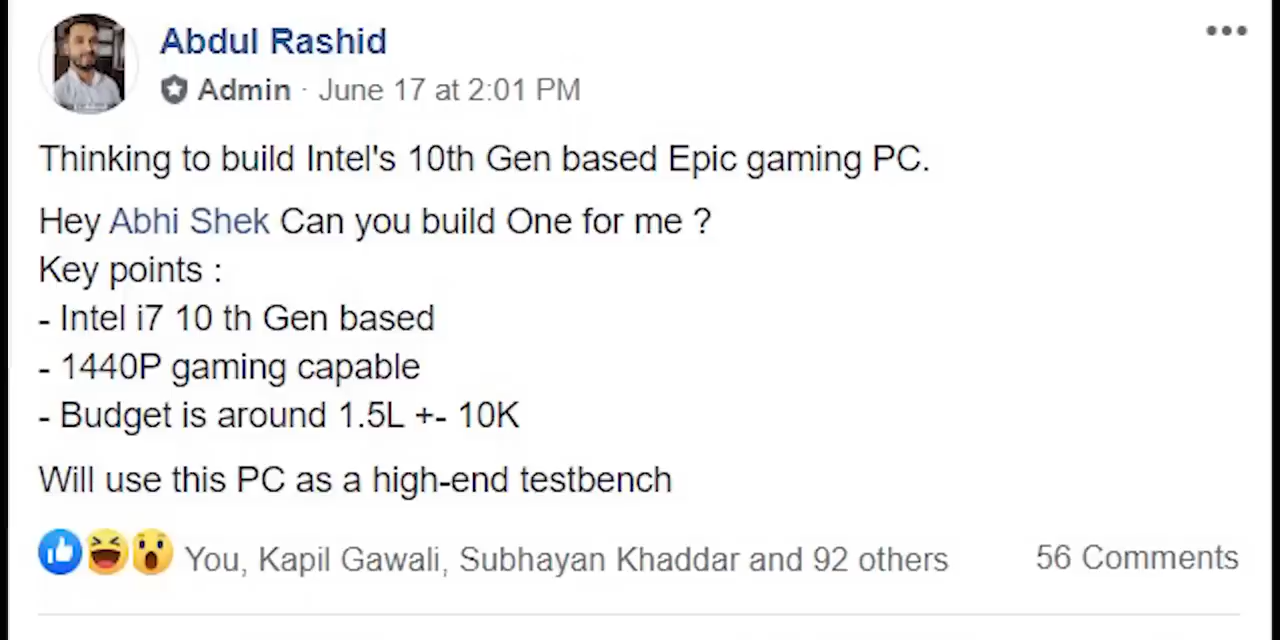 Abdul Rashid
Admin · June 17 at 2:01 PM
Thinking to build Intel's 10th Gen based Epic gaming PC.
Hey Abhi Shek Can you build One for me ?
Key points :
- Intel i7 10 th Gen based
- 1440P gaming capable
- Budget is around 1.5L +- 10K
Will use this PC as a high-end testbench
You, Kapil Gawali, Subhayan Khaddar and 92 others 56 Comments